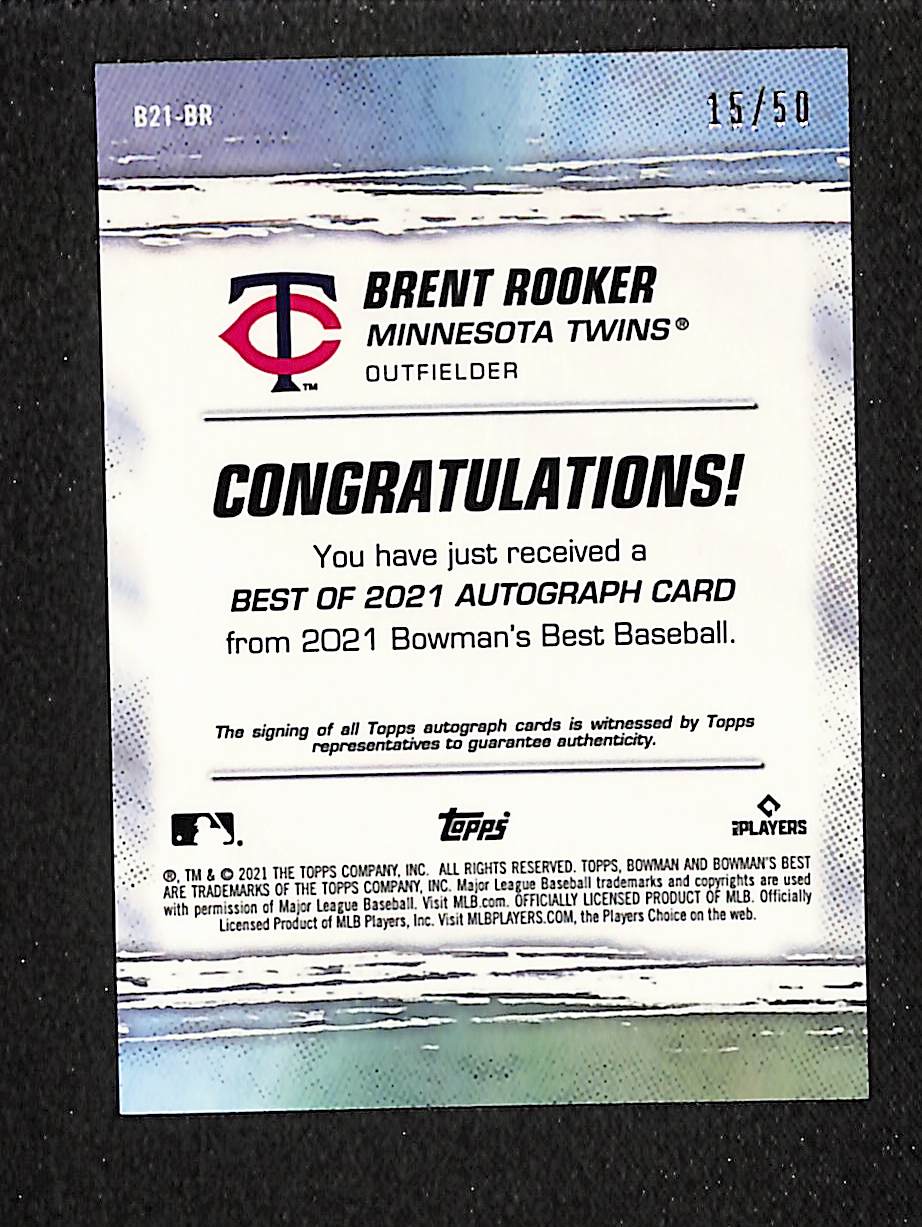 B21-BR
15/50
TC
TM
BRENT ROOKER
MINNESOTA TWINS®
OUTFIELDER
CONGRATULATIONS!
You have just received a
BEST OF 2021 AUTOGRAPH CARD
from 2021 Bowman's Best Baseball.
The signing of all Topps autograph cards is witnessed by Topps
representatives to guarantee authenticity.
topps
PLAYERS
®, TM & © 2021 THE TOPPS COMPANY, INC. ALL RIGHTS RESERVED. TOPPS, BOWMAN AND BOWMAN'S BEST
ARE TRADEMARKS OF THE TOPPS COMPANY, INC. Major League Baseball trademarks and copyrights are used
with permission of Major League Baseball. Visit MLB.com. OFFICIALLY LICENSED PRODUCT OF MLB. Officially
Licensed Product of MLB Players, Inc. Visit MLBPLAYERS.COM, the Players Choice on the web.